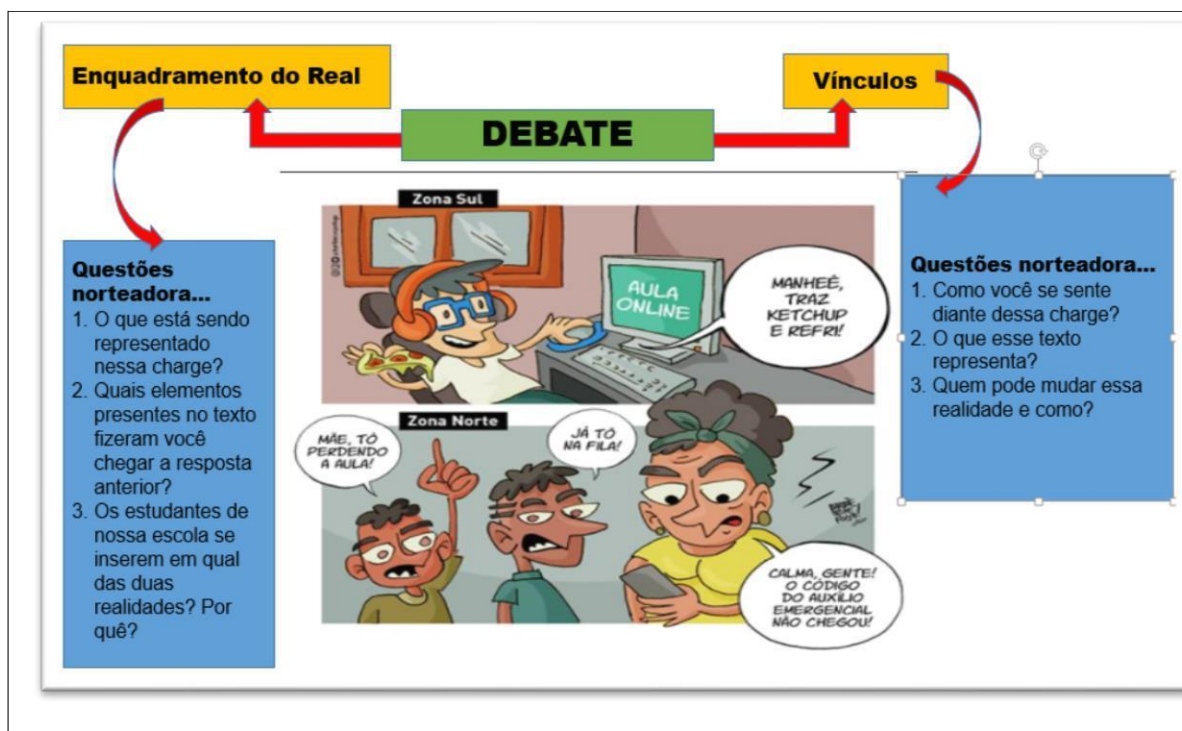 Enquadramento do Real
Vínculos
DEBATE
Questões
norteadora...
1. O que está sendo
representado
nessa charge?
2. Quais elementos
presentes no texto
fizeram você
chegar a resposta
anterior?
3. Os estudantes de
nossa escola se
inserem em qual
das duas
realidades? Por
quê?
Zona Sul
AULA
ONLINE
MANHEÊ,
TRAZ
KETCHUP
E REFRI!
Zona Norte
MÃE, TÔ
PERDENDO
A AULA!
JÁ TÔ
NA FILA!
CALMA, GENTE!
O CÓDIGO
DO AUXÍLIO
EMERGENCIAL
NÃO CHEGOU!
Questões norteadora...
1. Como você se sente
diante dessa charge?
2. O que esse texto
representa?
3. Quem pode mudar essa
realidade e como?